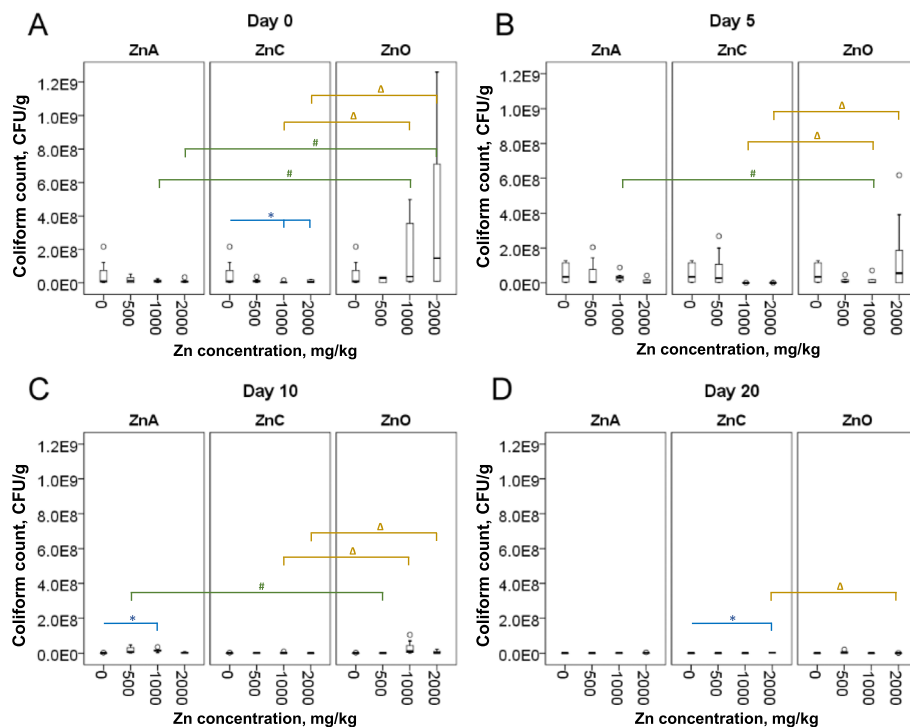 A
Day 0
ZnA ZnC ZnO
Coliform count, CFU/g
1.2E9
1.0E9
8.0E8
6.0E8
4.0E8
2.0E8
0.0E0
Δ
Δ
#
#
*
0 500 1000 2000 0 500 1000 2000 0 500 1000 2000
Zn concentration, mg/kg
B
Day 5
ZnA ZnC ZnO
Coliform count, CFU/g
1.2E9
1.0E9
8.0E8
6.0E8
4.0E8
2.0E8
0.0E0
Δ
Δ
#
0 500 1000 2000 0 500 1000 2000 0 500 1000 2000
Zn concentration, mg/kg
C
Day 10
ZnA ZnC ZnO
Coliform count, CFU/g
1.2E9
1.0E9
8.0E8
6.0E8
4.0E8
2.0E8
0.0E0
Δ
Δ
#
*
0 500 1000 2000 0 500 1000 2000 0 500 1000 2000
Zn concentration, mg/kg
D
Day 20
ZnA ZnC ZnO
Coliform count, CFU/g
1.2E9
1.0E9
8.0E8
6.0E8
4.0E8
2.0E8
0.0E0
Δ
*
0 500 1000 2000 0 500 1000 2000 0 500 1000 2000
Zn concentration, mg/kg